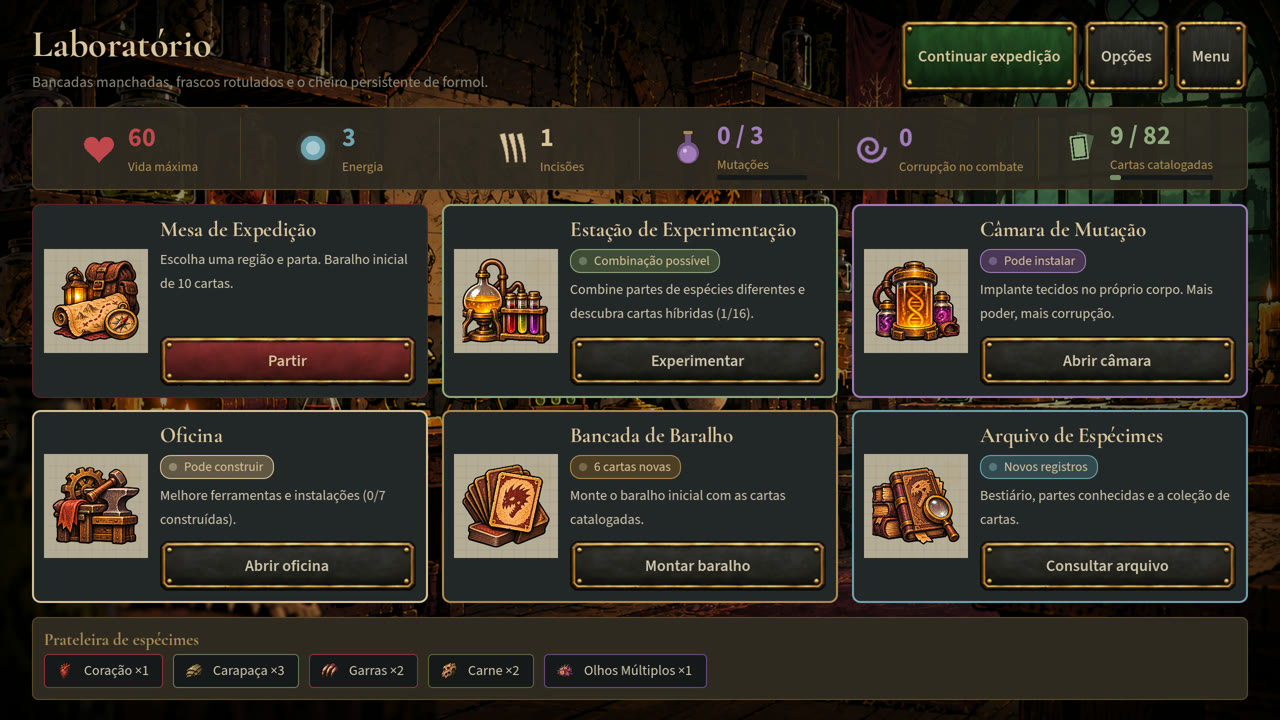 Laboratório
Bancadas manchadas, frascos rotulados e o cheiro persistente de formol.
Continuar expedição
Opções
Menu
60
Vida máxima
3
Energia
1
Incisões
0 / 3
Mutações
0
Corrupção no combate
9 / 82
Cartas catalogadas
Mesa de Expedição
Escolha uma região e parta. Baralho inicial
de 10 cartas.
Partir
Estação de Experimentação
Combinação possível
Combine partes de espécies diferentes e
descubra cartas híbridas (1/16).
Experimentar
Câmara de Mutação
Pode instalar
Implante tecidos no próprio corpo. Mais
poder, mais corrupção.
Abrir câmara
Oficina
Pode construir
Melhore ferramentas e instalações (0/7
construídas).
Abrir oficina
Bancada de Baralho
6 cartas novas
Monte o baralho inicial com as cartas
catalogadas.
Montar baralho
Arquivo de Espécimes
Novos registros
Bestiário, partes conhecidas e a coleção de
cartas.
Consultar arquivo
Prateleira de espécimes
Coração ×1
Carapaça ×3
Garras ×2
Carne ×2
Olhos Múltiplos ×1